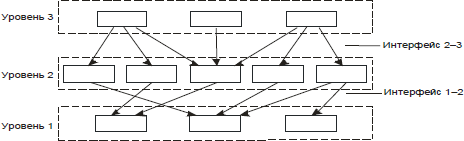 Уровень 3
Интерфейс 2–3
Уровень 2
Интерфейс 1–2
Уровень 1